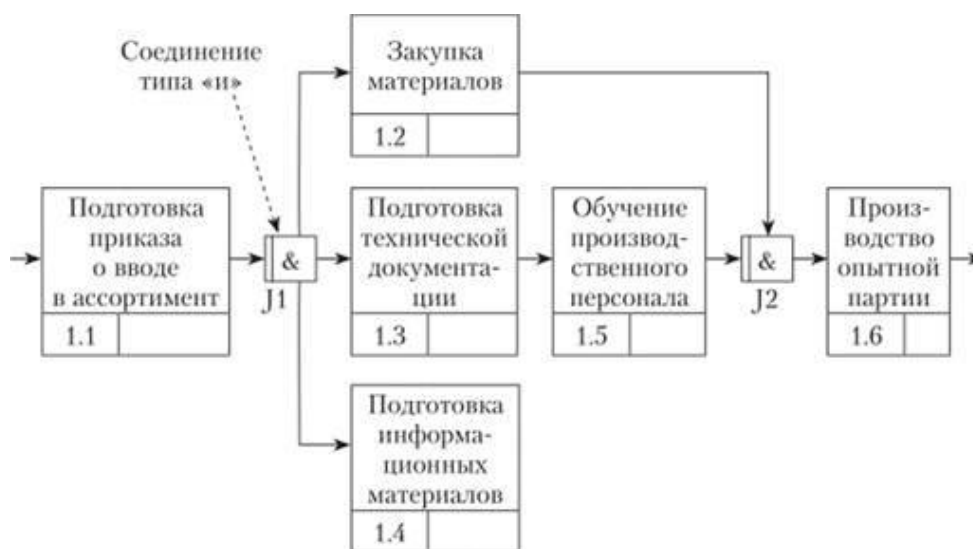 Соединение
типа «и»
Закупка
материалов
1.2
Подготовка
приказа
о вводе
в ассортимент
1.1
&
J1
Подготовка
технической
документа-
ции
1.3
Обучение
производ-
ственного
персонала
1.5
&
J2
Произ-
водство
опытной
партии
1.6
Подготовка
информа-
ционных
материалов
1.4